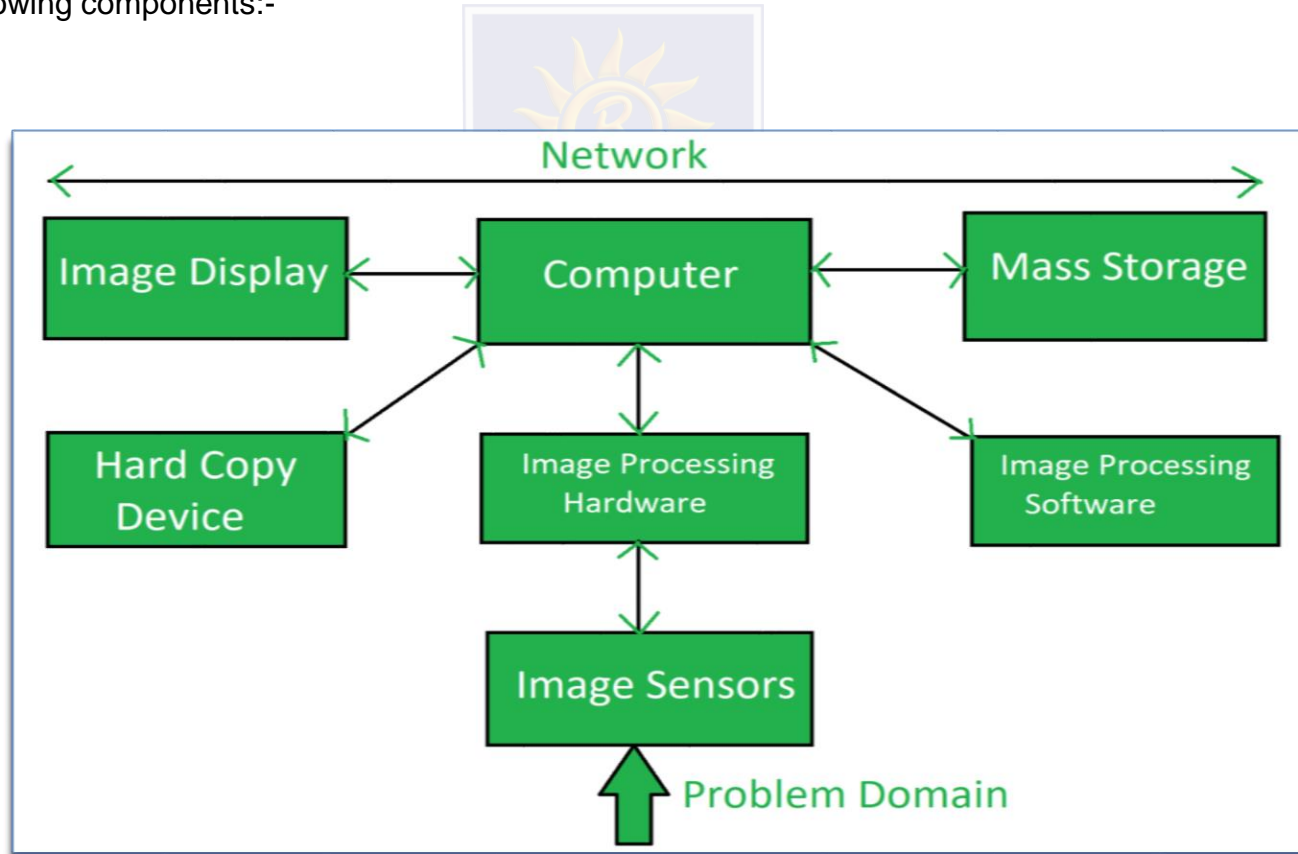 owing components:-
R
Network
Image Display
Computer
Mass Storage
Hard Copy
Device
Image Processing
Hardware
Image Processing
Software
Image Sensors
Problem Domain